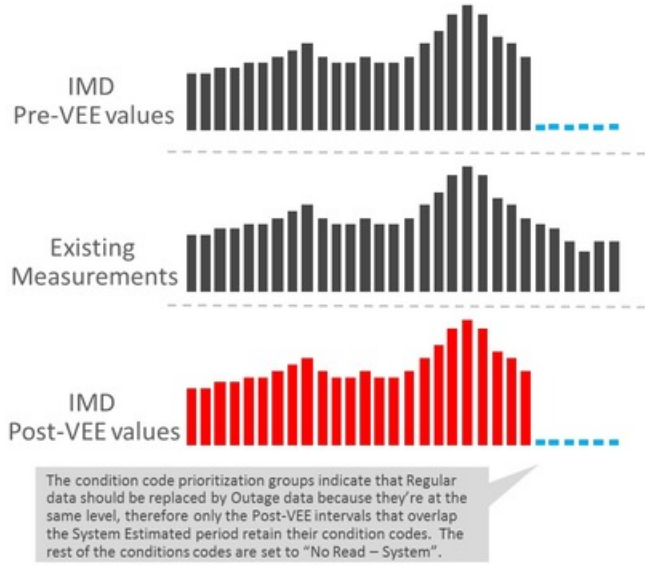 IMD
Pre-VEE values
Existing
Measurements
IMD
Post-VEE values
The condition code prioritization groups indicate that Regular
data should be replaced by Outage data because they're at the
same level, therefore only the Post-VEE intervals that overlap
the System Estimated period retain their condition codes. The
rest of the conditions codes are set to “No Read – System”.